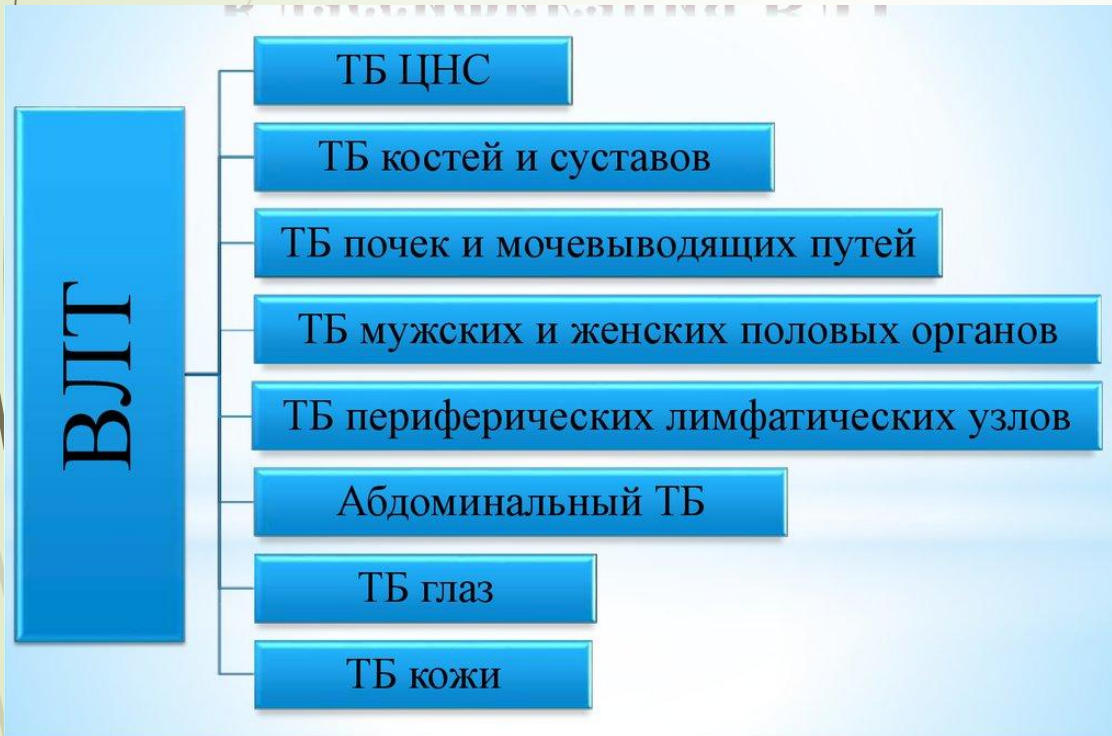 ВЛТ
ТБ ЦНС
ТБ костей и суставов
ТБ почек и мочевыводящих путей
ТБ мужских и женских половых органов
ТБ периферических лимфатических узлов
Абдоминальный ТБ
ТБ глаз
ТБ кожи